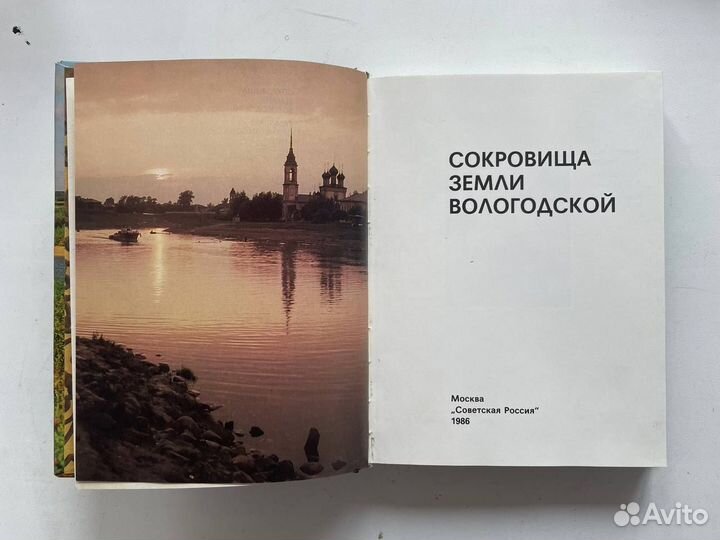 СОКРОВИЩА
ЗЕМЛИ
ВОЛОГОДСКОЙ
Москва
„Советская Россия“
1986
Avito